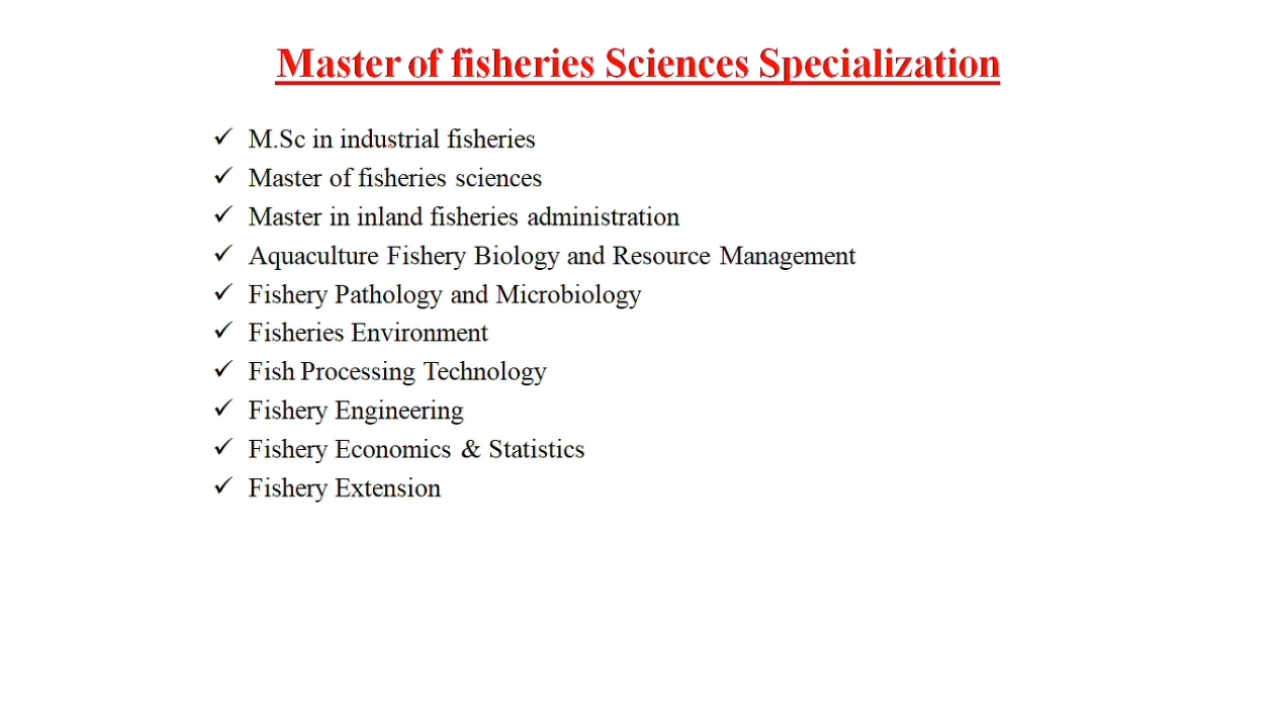 Master of fisheries Sciences Specialization
✓ M.Sc in industrial fisheries
✓ Master of fisheries sciences
✓ Master in inland fisheries administration
✓ Aquaculture Fishery Biology and Resource Management
✓ Fishery Pathology and Microbiology
✓ Fisheries Environment
✓ Fish Processing Technology
✓ Fishery Engineering
✓ Fishery Economics & Statistics
✓ Fishery Extension